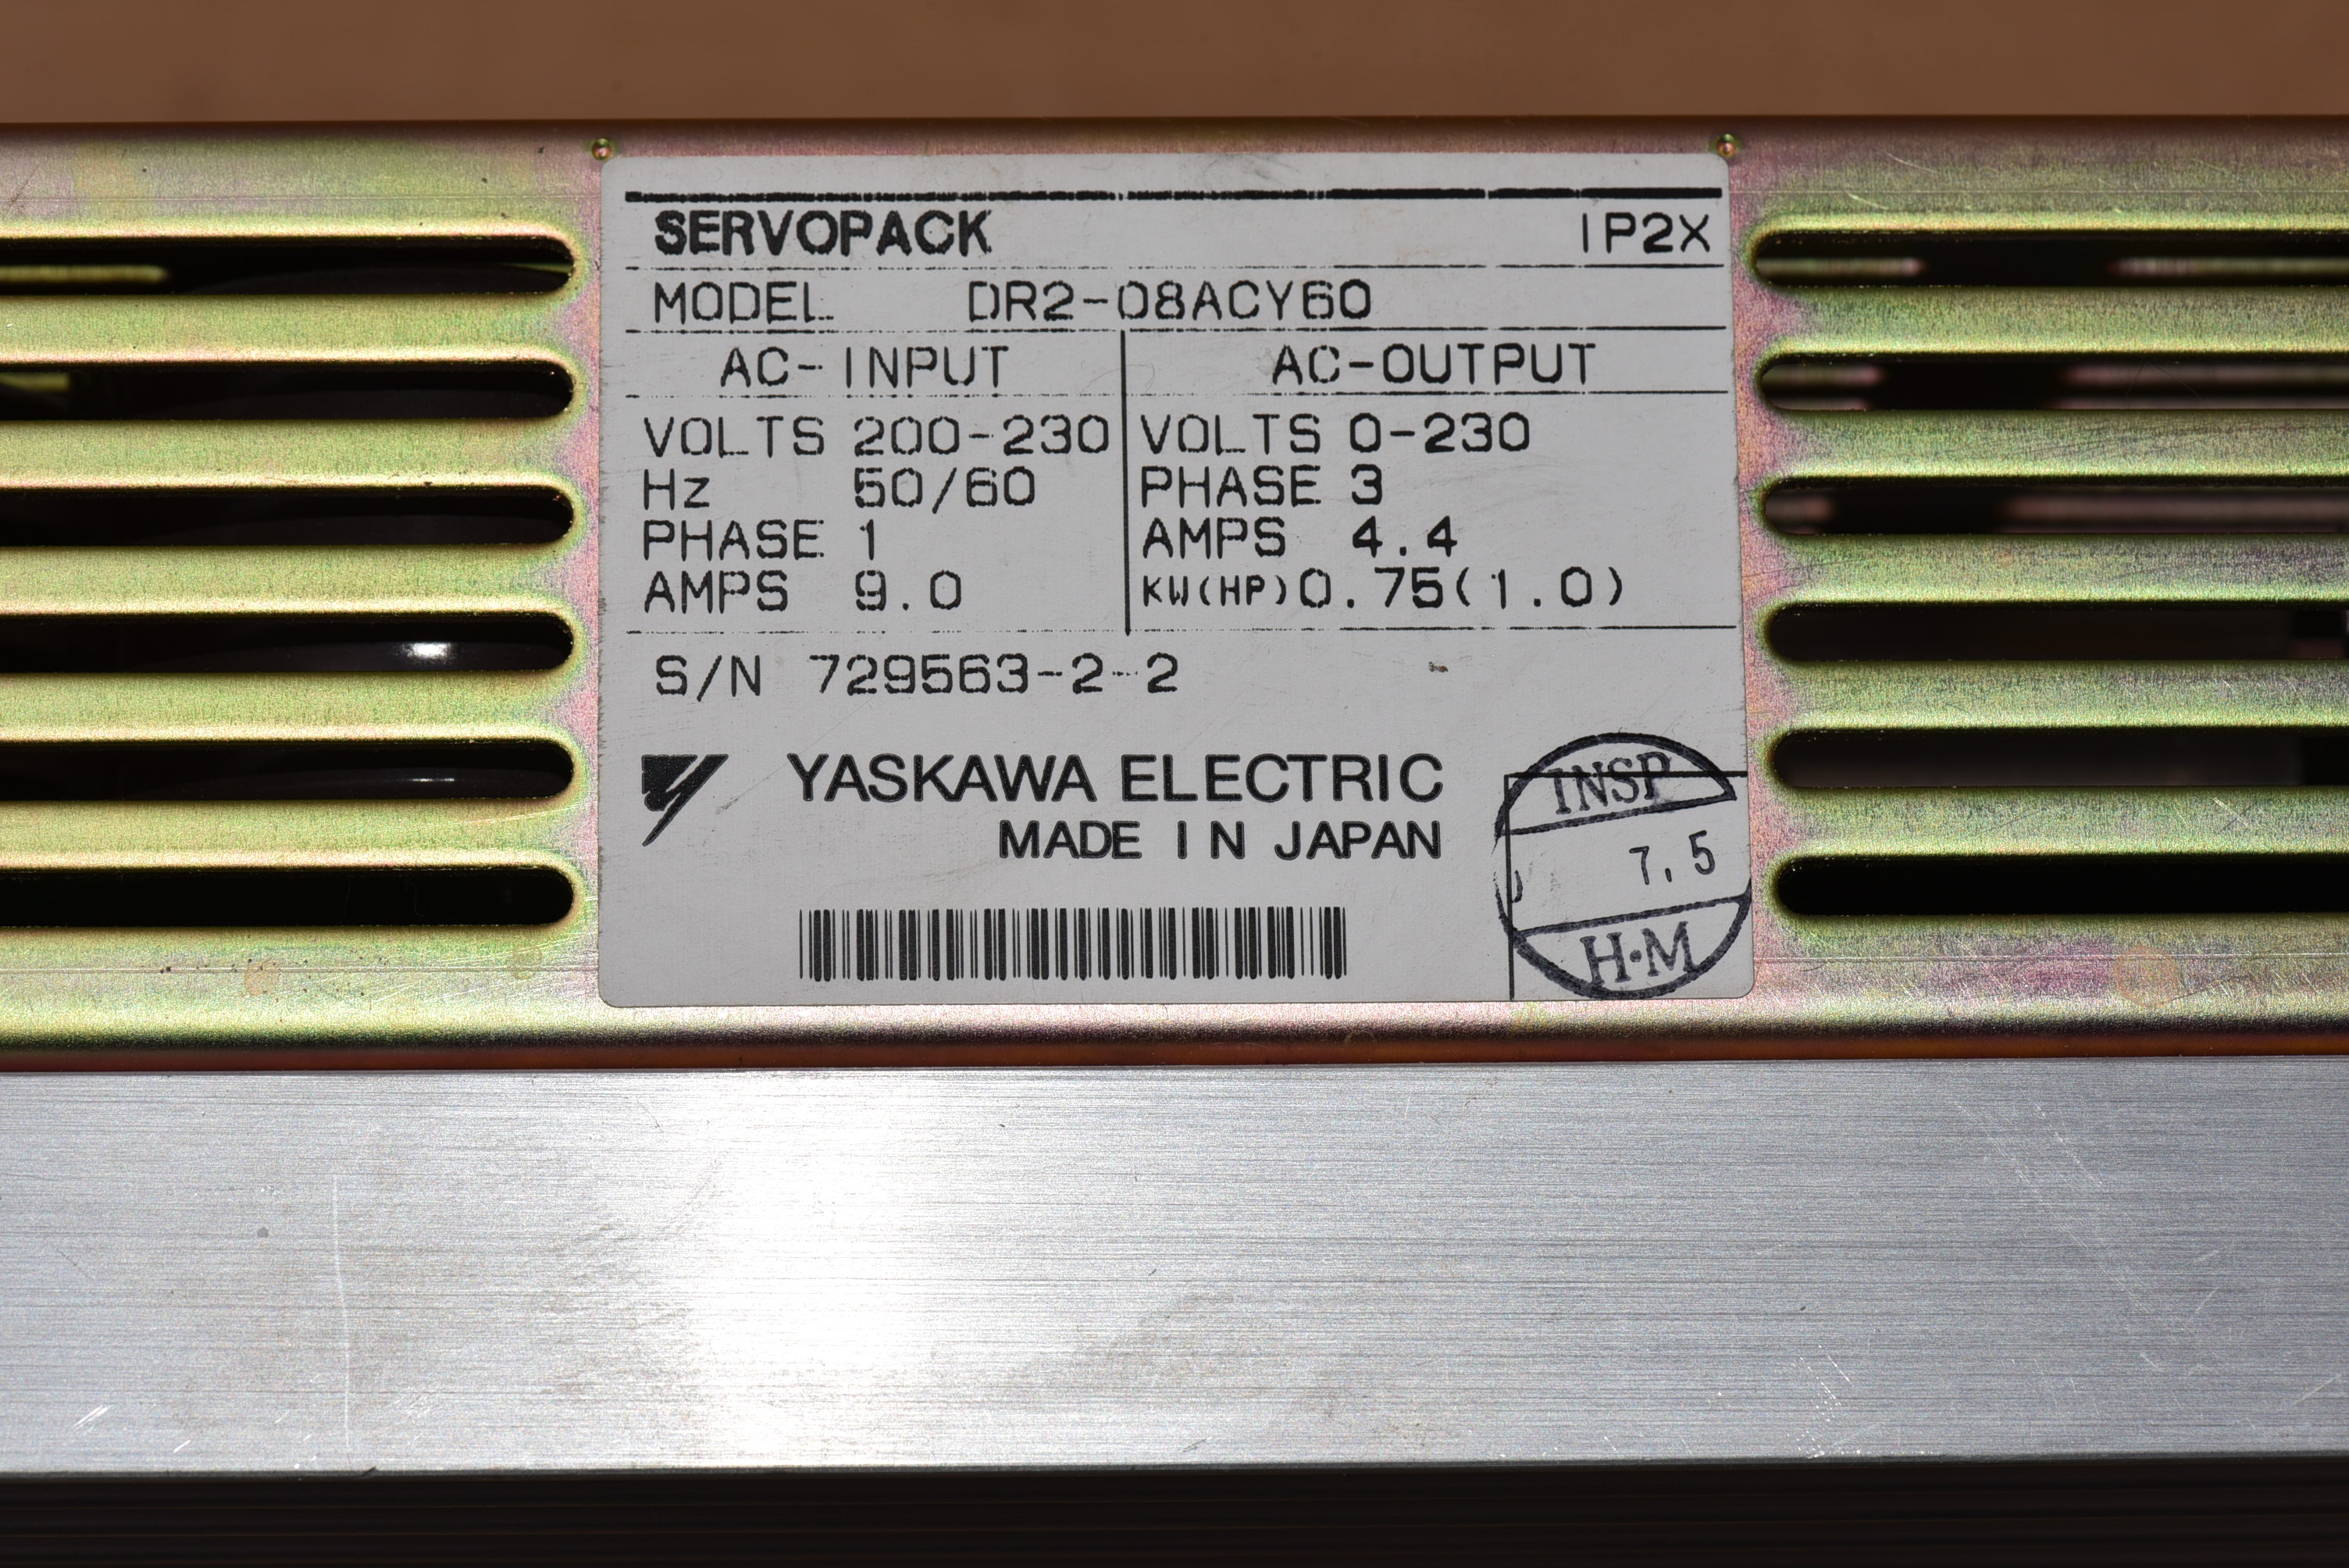 SERVOPACK IP2X
MODEL DR2-08ACY60
AC-INPUT AC-OUTPUT
VOLTS 200-230 VOLTS 0-230
Hz 50/60 PHASE 3
PHASE 1 AMPS 4.4
AMPS 9.0 KW(HP) 0.75(1.0)
S/N 729563-2-2
YASKAWA ELECTRIC
MADE IN JAPAN
INSP
7.5
H·M